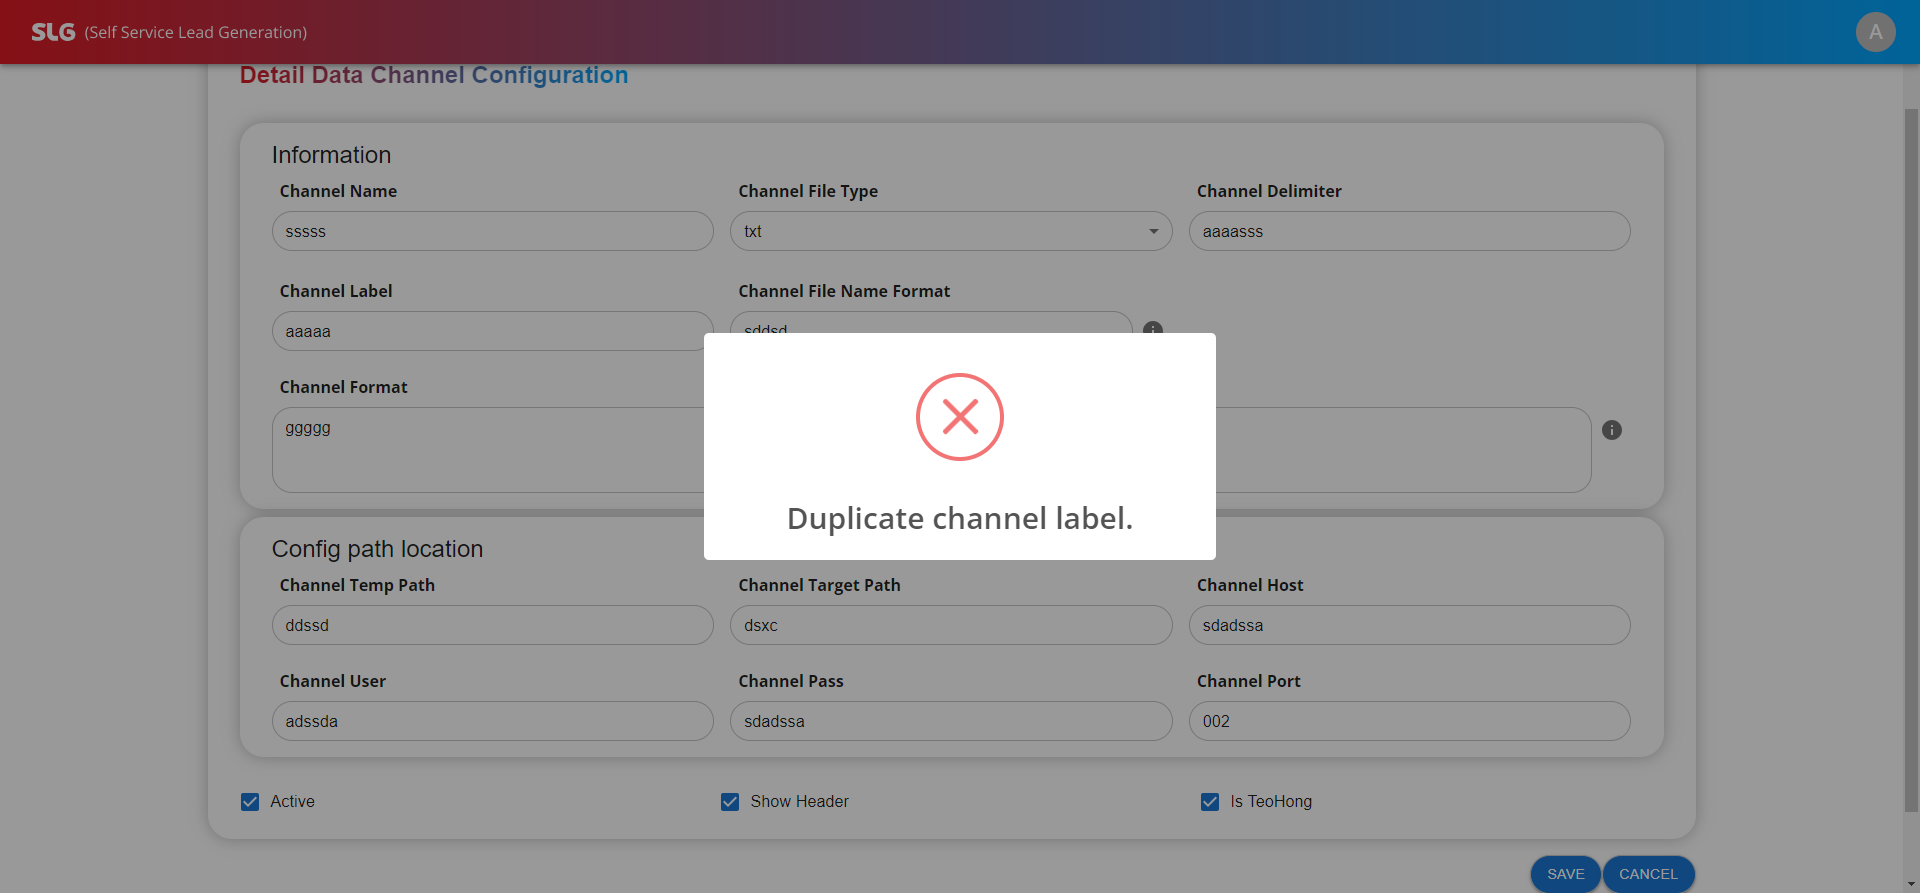 SLG (Self Service Lead Generation)
A
Detail Data Channel Configuration
Information
Channel Name
Channel File Type
Channel Delimiter
sssss
txt
aaaasss
Channel Label
Channel File Name Format
aaaaa
sddsd
Channel Format
ggggg
Duplicate channel label.
Config path location
Channel Temp Path
Channel Target Path
Channel Host
ddssd
dsxc
sdadssa
Channel User
Channel Pass
Channel Port
adssda
sdadssa
002
Active
Show Header
Is TeoHong
SAVE
CANCEL